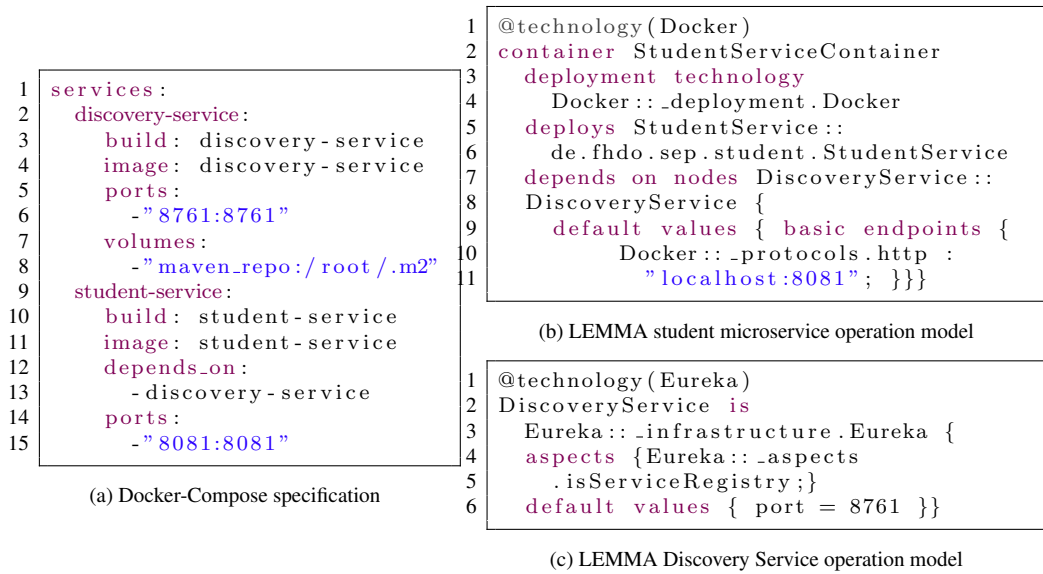 1 services:
2 discovery-service:
3 build: discovery-service
4 image: discovery-service
5 ports:
6 -"8761:8761"
7 volumes:
8 -"maven_repo:/root/.m2"
9 student-service:
10 build: student-service
11 image: student-service
12 depends_on:
13 -discovery-service
14 ports:
15 -"8081:8081"
(a) Docker-Compose specification
1 @technology(Docker)
2 container StudentServiceContainer
3 deployment technology
4 Docker::_deployment.Docker
5 deploys StudentService::
6 de.fhdo.sep.student.StudentService
7 depends on nodes DiscoveryService::
8 DiscoveryService {
9 default values { basic endpoints {
10 Docker::_protocols.http :
11 "localhost:8081"; }}}
(b) LEMMA student microservice operation model
1 @technology(Eureka)
2 DiscoveryService is
3 Eureka::_infrastructure.Eureka {
4 aspects {Eureka::_aspects
5 .isServiceRegistry;}
6 default values { port = 8761 }}
(c) LEMMA Discovery Service operation model